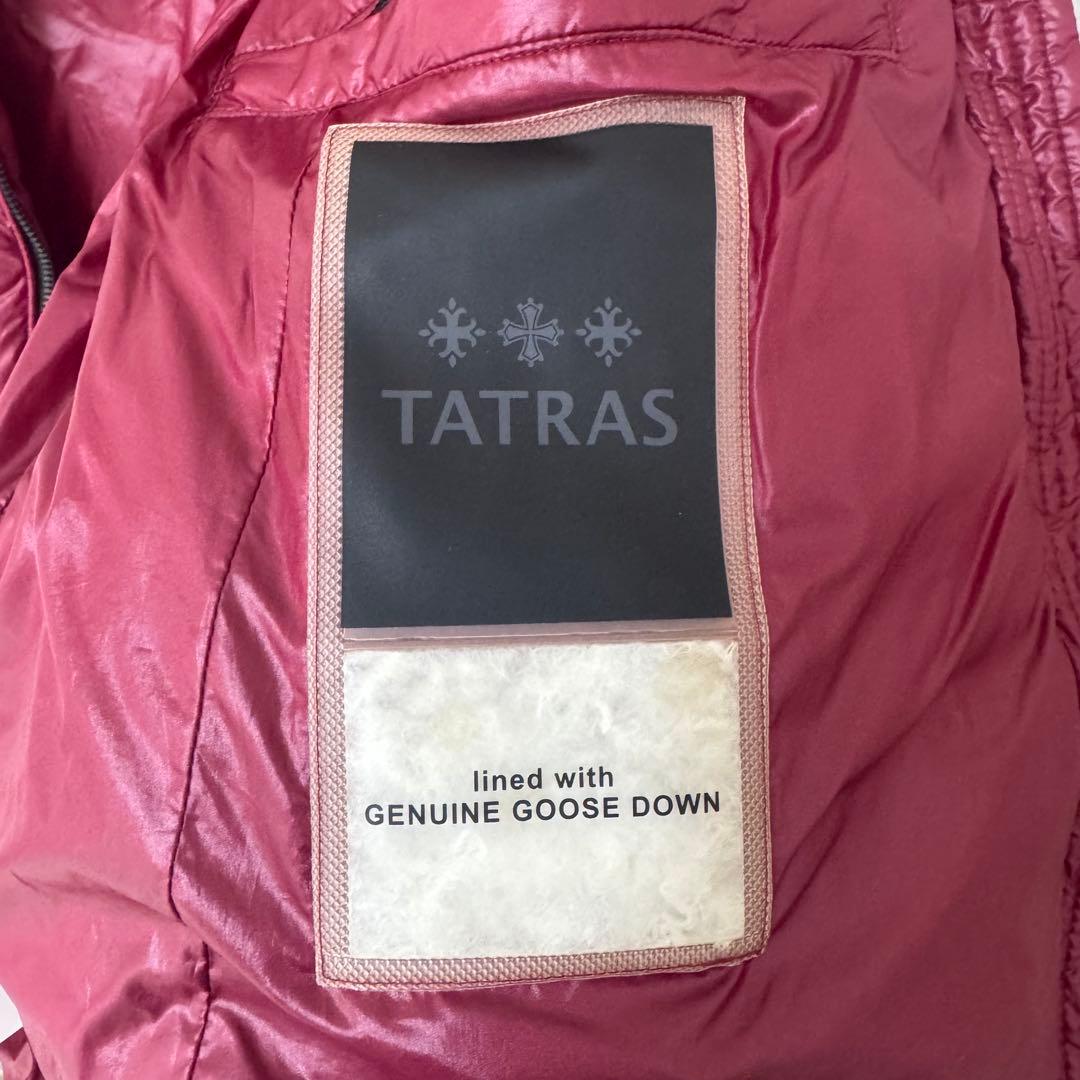 TATRAS
lined with
GENUINE GOOSE DOWN